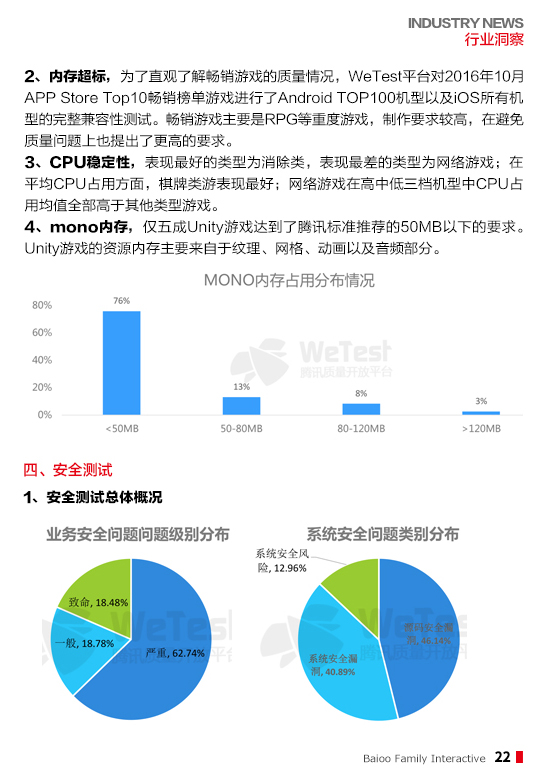 INDUSTRY NEWS
行业洞察
2、内存超标，为了直观了解畅销游戏的质量情况，WeTest平台对2016年10月
APP Store Top10畅销榜单游戏进行了Android TOP100机型以及iOS所有机
型的完整兼容性测试。畅销游戏主要是RPG等重度游戏，制作要求较高，在避免
质量问题上也提出了更高的要求。
3、CPU稳定性，表现最好的类型为消除类，表现最差的类型为网络游戏；在
平均CPU占用方面，棋牌类游表现最好；网络游戏在高中低三档机型中CPU占
用均值全部高于其他类型游戏。
4、mono内存，仅五成Unity游戏达到了腾讯标准推荐的50MB以下的要求。
Unity游戏的资源内存主要来自于纹理、网格、动画以及音频部分。
MONO内存占用分布情况
80%
60%
40%
20%
0%
76%
13%
8%
3%
<50MB
50-80MB
80-120MB
>120MB
WeTest
腾讯质量开放平台
四、安全测试
1、安全测试总体概况
业务安全问题问题级别分布
致命, 18.48%
一般, 18.78%
严重, 62.74%
WeTest
腾讯质量开放平台
系统安全问题类别分布
系统安全风
险, 12.96%
系统安全漏
洞, 40.89%
安全漏
洞, 46.14%
WeTest
腾讯质量开放
Baioo Family Interactive 22